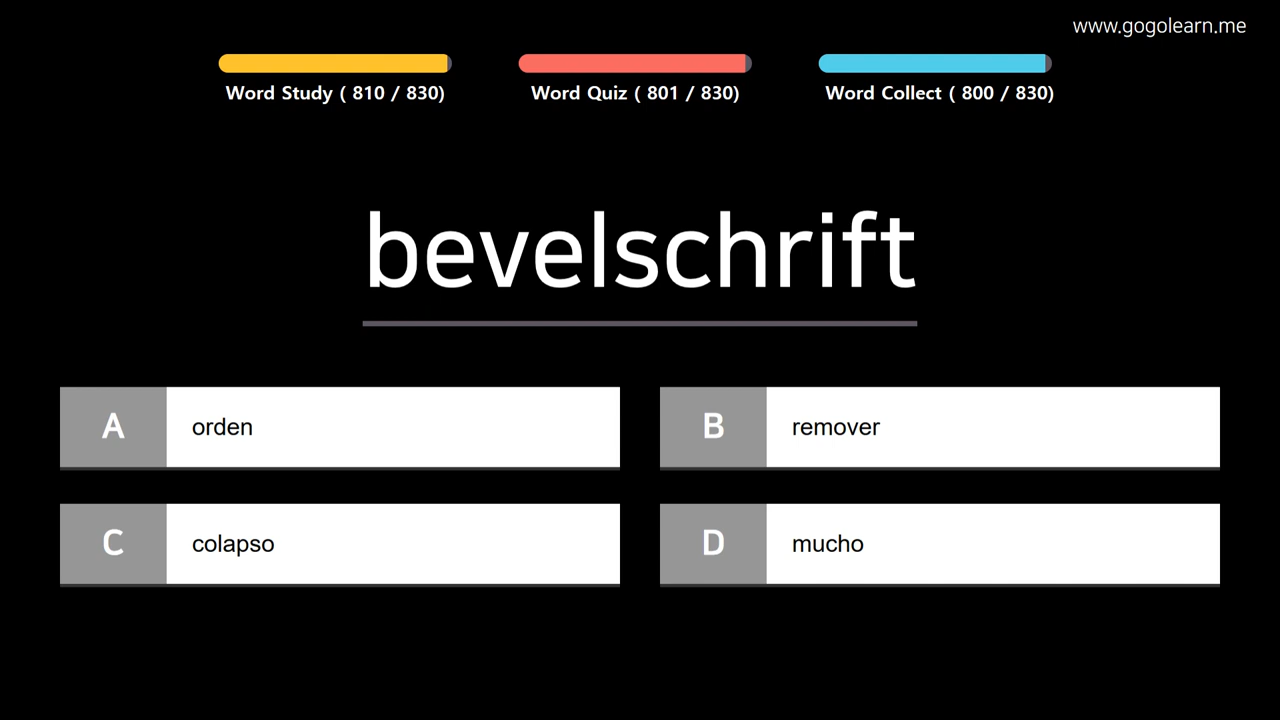 www.gogolearn.me
Word Study ( 810 / 830)
Word Quiz ( 801 / 830)
Word Collect ( 800 / 830)
bevelschrift
A orden
B remover
C colapso
D mucho